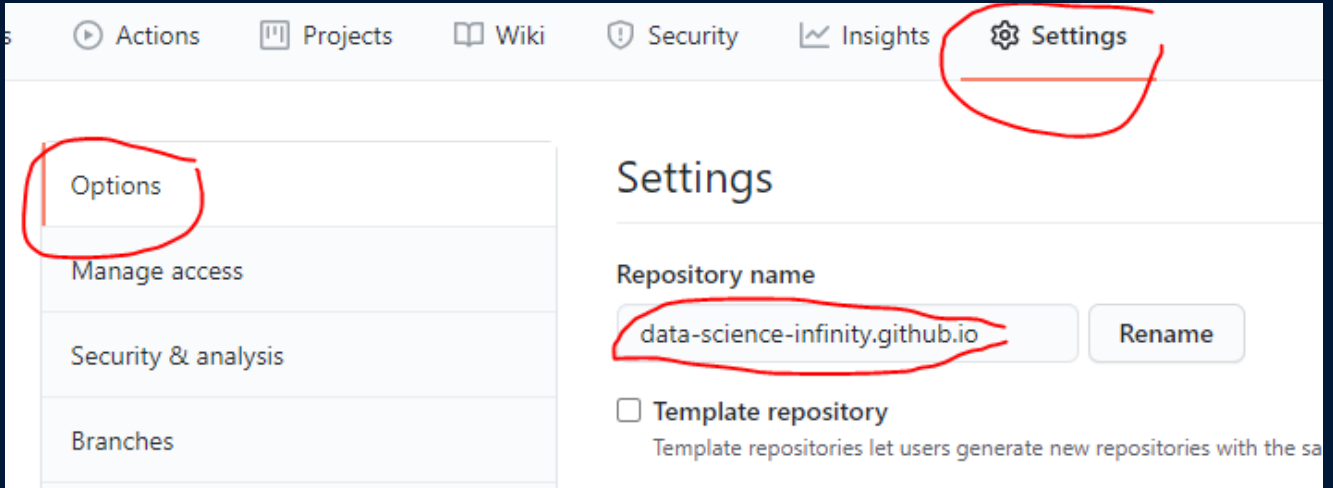 s Actions Projects Wiki Security Insights Settings
Options
Manage access
Security & analysis
Branches
Settings
Repository name
data-science-infinity.github.io Rename
Template repository
Template repositories let users generate new repositories with the sa